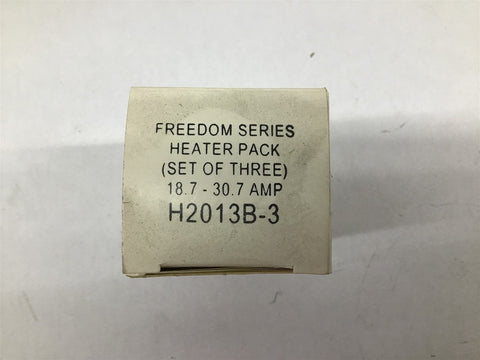 FREEDOM SERIES
HEATER PACK
(SET OF THREE)
18.7 - 30.7 AMP
H2013B-3